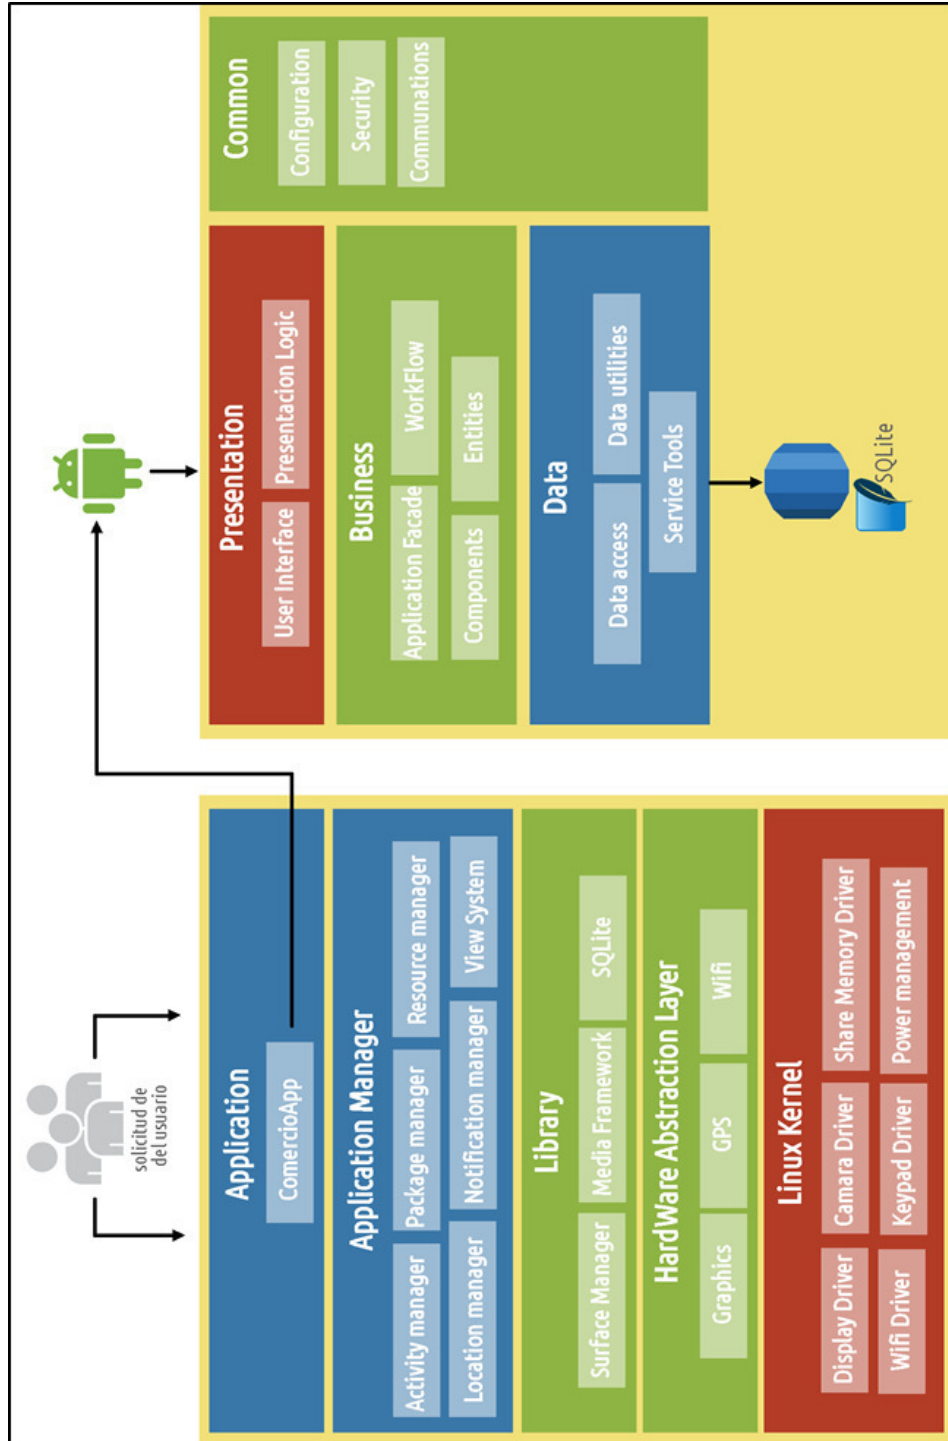 solicitud de
del usuario
Application
ComercioApp
Application Manager
Activity manager
Package manager
Resource manager
Location manager
Notification manager
View System
Library
Surface Manager
Media Framework
SQLite
HardWare Abstraction Layer
Graphics
GPS
Wifi
Linux Kernel
Display Driver
Camara Driver
Share Memory Driver
Wifi Driver
Keypad Driver
Power management
Presentation
User Interface
Presentacion Logic
Business
Application Facade
WorkFlow
Components
Entities
Data
Data access
Data utilities
Service Tools
SQLite
Common
Configuration
Security
Communations